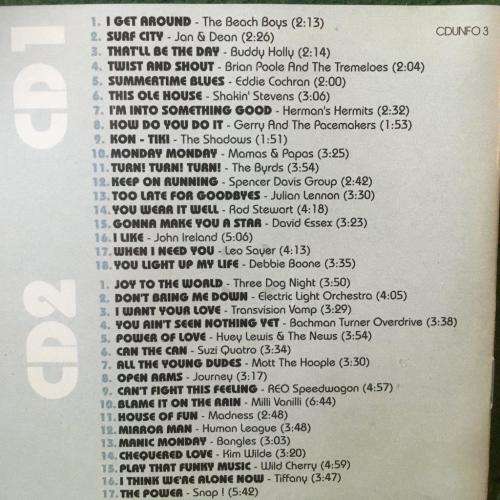 CDUNFO 3
CD1
1. I GET AROUND - The Beach Boys (2:13)
2. SURF CITY - Jan & Dean (2:26)
3. THAT'LL BE THE DAY - Buddy Holly (2:14)
4. TWIST AND SHOUT - Brian Poole And The Tremeloes (2:04)
5. SUMMERTIME BLUES - Eddie Cochran (2:00)
6. THIS OLE HOUSE - Shakin' Stevens (3:06)
7. I'M INTO SOMETHING GOOD - Herman's Hermits (2:32)
8. HOW DO YOU DO IT - Gerry And The Pacemakers (1:53)
9. KON - TIKI - The Shadows (1:51)
10. MONDAY MONDAY - Mamas & Papas (3:25)
11. TURN! TURN! TURN! - The Byrds (3:54)
12. KEEP ON RUNNING - Spencer Davis Group (2:42)
13. TOO LATE FOR GOODBYES - Julian Lennon (3:30)
14. YOU WEAR IT WELL - Rod Stewart (4:18)
15. GONNA MAKE YOU A STAR - David Essex (3:23)
16. I LIKE - John Ireland (5:06)
17. WHEN I NEED YOU - Leo Sayer (4:13)
18. YOU LIGHT UP MY LIFE - Debbie Boone (3:35)
CD2
1. JOY TO THE WORLD - Three Dog Night (3:50)
2. DON'T BRING ME DOWN - Electric Light Orchestra (4:05)
3. I WANT YOUR LOVE - Transvision Vamp (3:29)
4. YOU AIN'T SEEN NOTHING YET - Bachman Turner Overdrive (3:38)
5. POWER OF LOVE - Huey Lewis & The News (3:54)
6. CAN THE CAN - Suzi Quatro (3:34)
7. ALL THE YOUNG DUDES - Mott The Hoople (3:30)
8. OPEN ARMS - Journey (3:17)
9. CAN'T FIGHT THIS FEELING - REO Speedwagon (4:57)
10. BLAME IT ON THE RAIN - Milli Vanilli (6:44)
11. HOUSE OF FUN - Madness (2:48)
12. MIRROR MAN - Human League (3:48)
13. MANIC MONDAY - Bangles (3:03)
14. CHEQUERED LOVE - Kim Wilde (3:20)
15. PLAY THAT FUNKY MUSIC - Wild Cherry (4:59)
16. I THINK WE'RE ALONE NOW - Tiffany (3:47)
17. THE POWER - Snap ! (5:42)